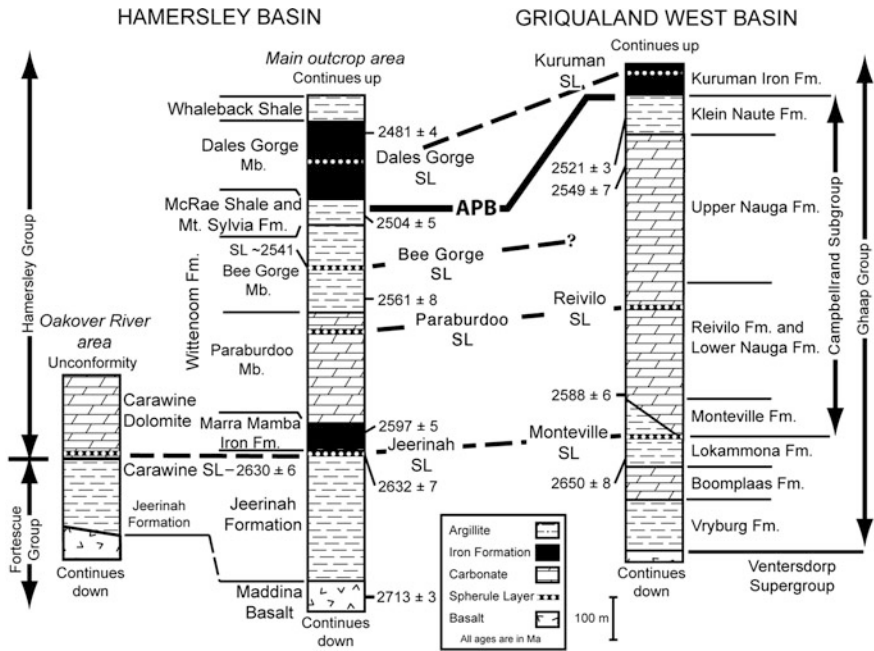 HAMERSLEY BASIN
GRIQUALAND WEST BASIN
Main outcrop area
Continues up
Whaleback Shale
Dales Gorge
Mb.
McRae Shale and
Mt. Sylvia Fm.
SL ~2541
Bee Gorge
Mb.
Wittenoom Fm.
Paraburdoo
Mb.
Marra Mamba
Iron Fm.
Hamersley Group
Fortescue
Group
Oakover River
area
Unconformity
Carawine
Dolomite
Carawine SL–2630 ± 6
Jeerinah
Formation
Continues
down
Jeerinah
Formation
Maddina
Basalt
Continues
down
2481 ± 4
Dales Gorge
SL
APB
2504 ± 5
Bee Gorge
SL
?
2561 ± 8
Paraburdoo
SL
2597 ± 5
Jeerinah
SL
2632 ± 7
2713 ± 3
Continues up
Kuruman
SL
2521 ± 3
2549 ± 7
Reivilo
SL
2588 ± 6
Monteville
SL
2650 ± 8
Continues
down
Kuruman Iron Fm.
Klein Naute Fm.
Upper Nauga Fm.
Reivilo Fm. and
Lower Nauga Fm.
Monteville Fm.
Lokammona Fm.
Boomplaas Fm.
Vryburg Fm.
Ventersdorp
Supergroup
Campbellrand Subgroup
Ghaap Group
Argillite
Iron Formation
Carbonate
Spherule Layer
Basalt
All ages are in Ma
100 m